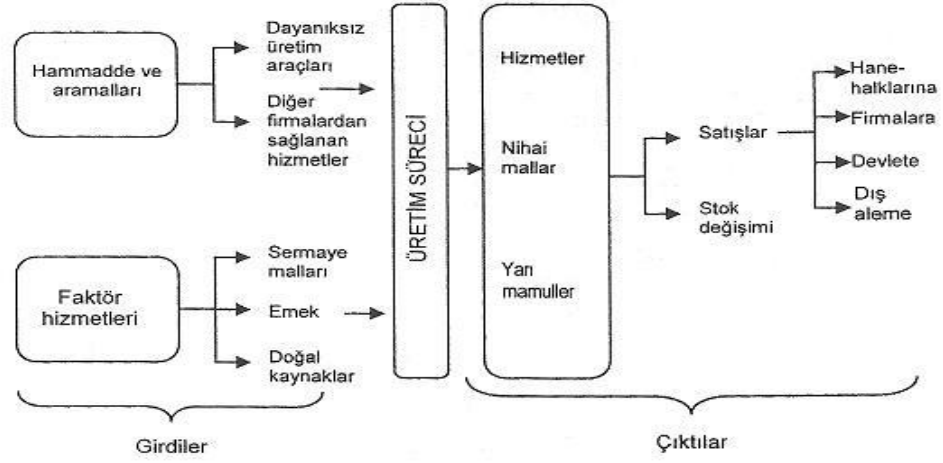 Hammadde ve
aramalları
Dayanıksız
üretim
araçları
Diğer
firmalardan
sağlanan
hizmetler
Faktör
hizmetleri
Sermaye
malları
Emek
Doğal
kaynaklar
Girdiler
ÜRETİM SÜRECİ
Hizmetler
Nihai
mallar
Yarı
mamuller
Satışlar
Stok
değişimi
Hane-
halklarına
Firmalara
Devlete
Dış
aleme
Çıktılar